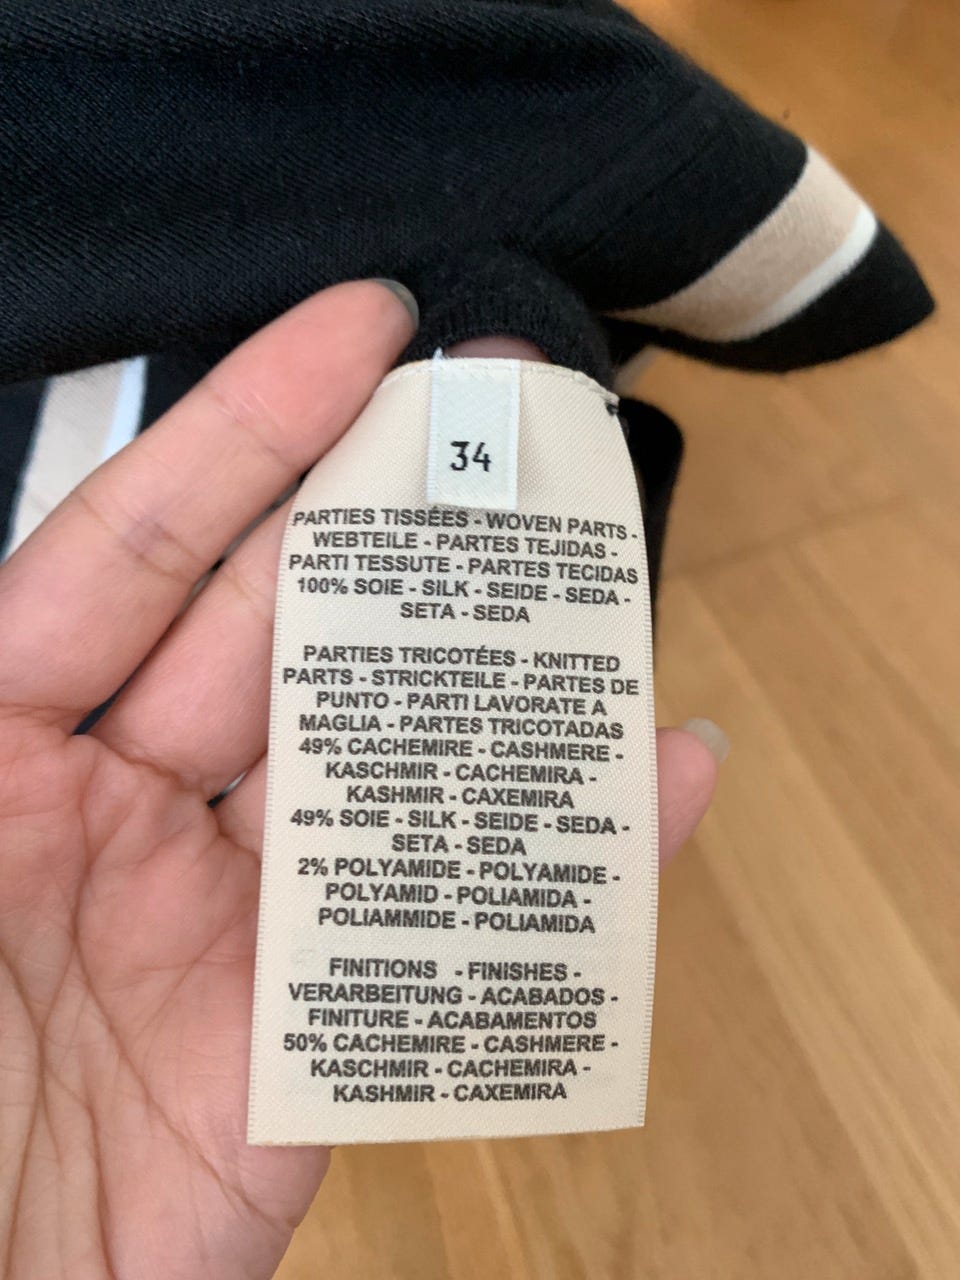 34
PARTIES TISSÉES - WOVEN PARTS -
WEBTEILE - PARTES TEJIDAS -
PARTI TESSUTE - PARTES TECIDAS
100% SOIE - SILK - SEIDE - SEDA -
SETA - SEDA
PARTIES TRICOTÉES - KNITTED
PARTS - STRICKTEILE - PARTES DE
PUNTO - PARTI LAVORATE A
MAGLIA - PARTES TRICOTADAS
49% CACHEMIRE - CASHMERE -
KASCHMIR - CACHEMIRA -
KASHMIR - CAXEMIRA
49% SOIE - SILK - SEIDE - SEDA -
SETA - SEDA
2% POLYAMIDE - POLYAMIDE -
POLYAMID - POLIAMIDA -
POLIAMMIDE - POLIAMIDA
FINITIONS - FINISHES -
VERARBEITUNG - ACABADOS -
FINITURE - ACABAMENTOS
50% CACHEMIRE - CASHMERE -
KASCHMIR - CACHEMIRA -
KASHMIR - CAXEMIRA